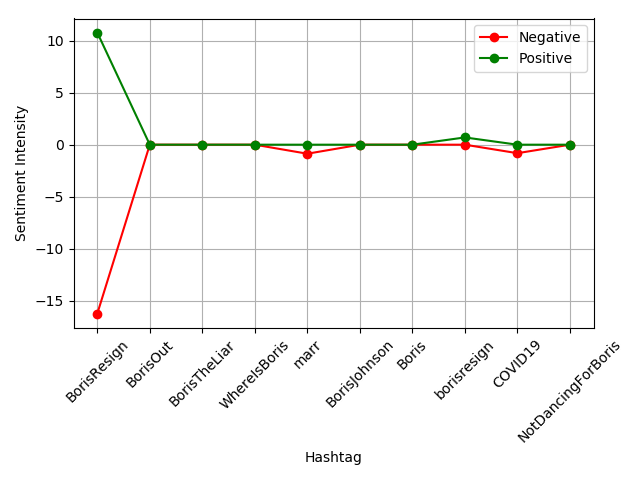 Negative
Positive
10
5
0
−5
−10
−15
Sentiment Intensity
BorisResign
BorisOut
BorisTheLiar
WhereIsBoris
marr
BorisJohnson
Boris
borisresign
COVID19
NotDancingForBoris
Hashtag